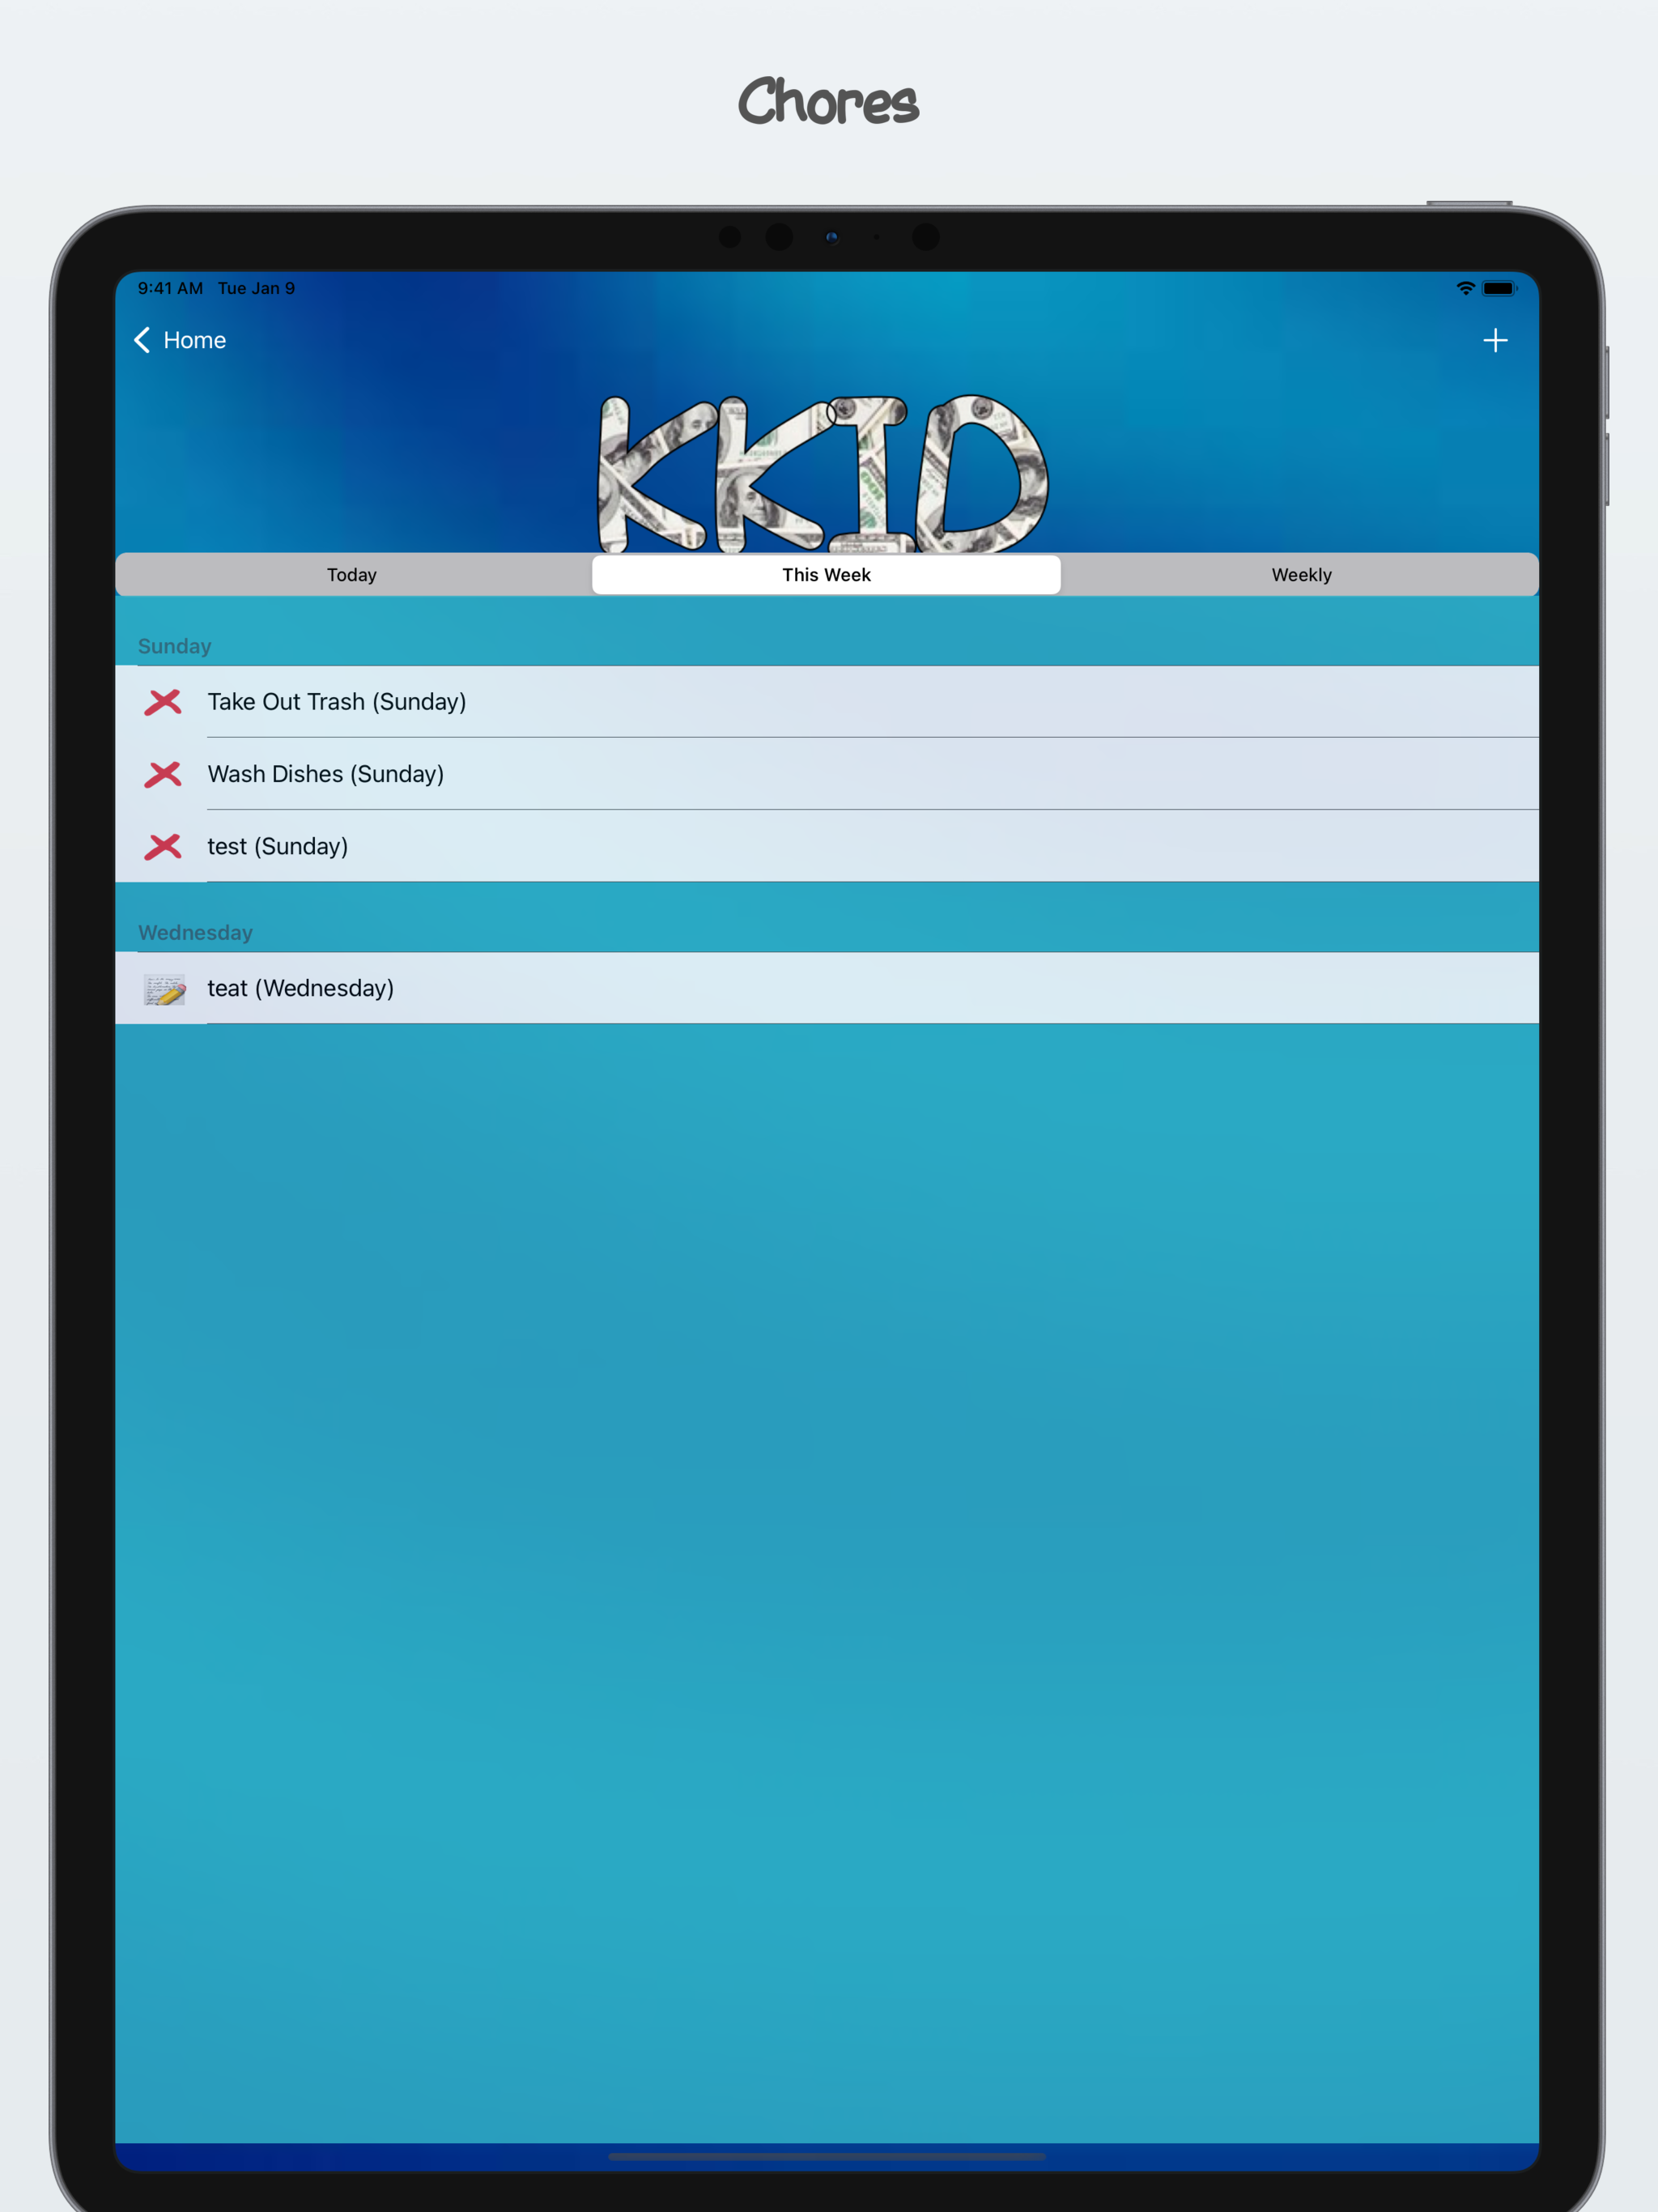 Chores
9:41 AM Tue Jan 9
Home
KKID
Today This Week Weekly
Sunday
Take Out Trash (Sunday)
Wash Dishes (Sunday)
test (Sunday)
Wednesday
teat (Wednesday)